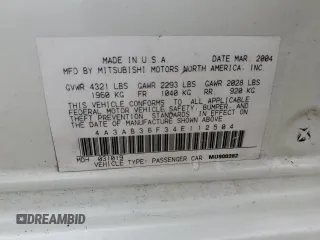 MADE IN U S A DATE MAR. 2004
MFD BY MITSUBISHI MOTORS NORTH AMERICA, INC.
GVWR 4321 LBS GAWR 2293 LBS GAWR 2028 LBS
1960 KG FR 1040 KG RR. 920 KG
THIS VEHICLE CONFORMS TO ALL APPLICABLE FEDERAL
MOTOR VEHICLE SAFETY, BUMPER, AND
THEFT PREVENTION STANDARDS IN EFFECT ON THE DATE OF
MANUFACTURE SHOWN ABOVE.
4A3AB36F34E112504
MDH 031019
VEHICLE TYPE: PASSENGER CAR
DREAMBID